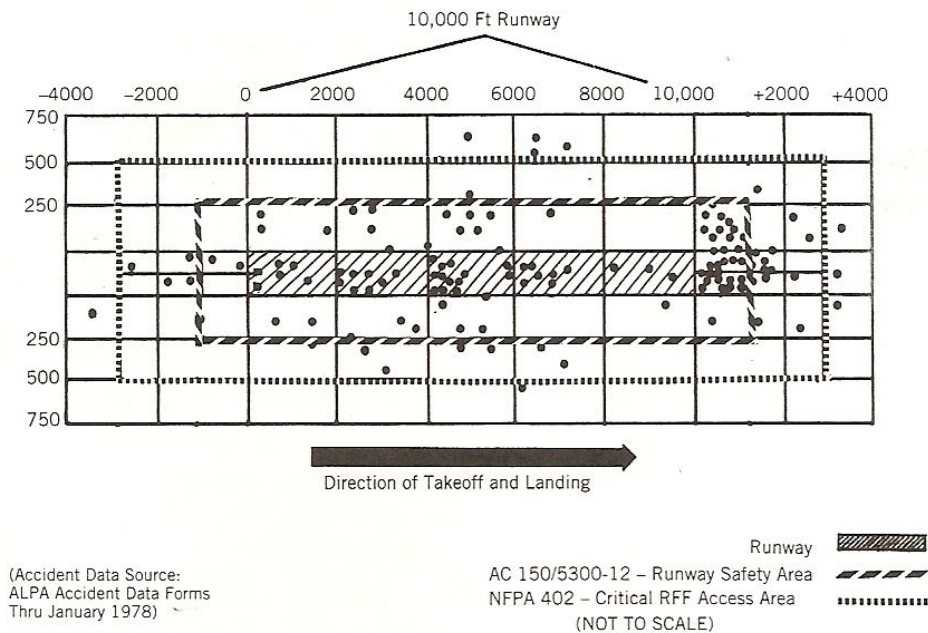 10,000 Ft Runway
-4000 -2000 0 2000 4000 6000 8000 10,000 +2000 +4000
750
500
250
250
500
750
Direction of Takeoff and Landing
Runway
AC 150/5300-12 – Runway Safety Area
NFPA 402 – Critical RFF Access Area
(NOT TO SCALE)
(Accident Data Source:
ALPA Accident Data Forms
Thru January 1978)